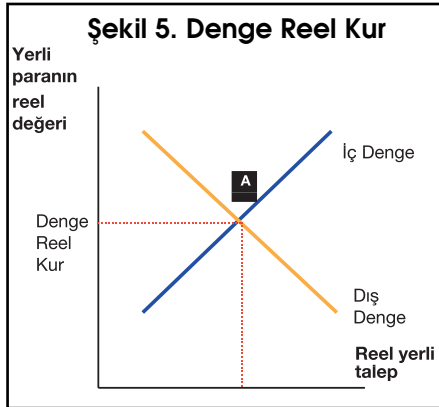 Şekil 5. Denge Reel Kur
Yerli
paranın
reel
değeri
A
İç Denge
Denge
Reel
Kur
Dış
Denge
Reel yerli
talep